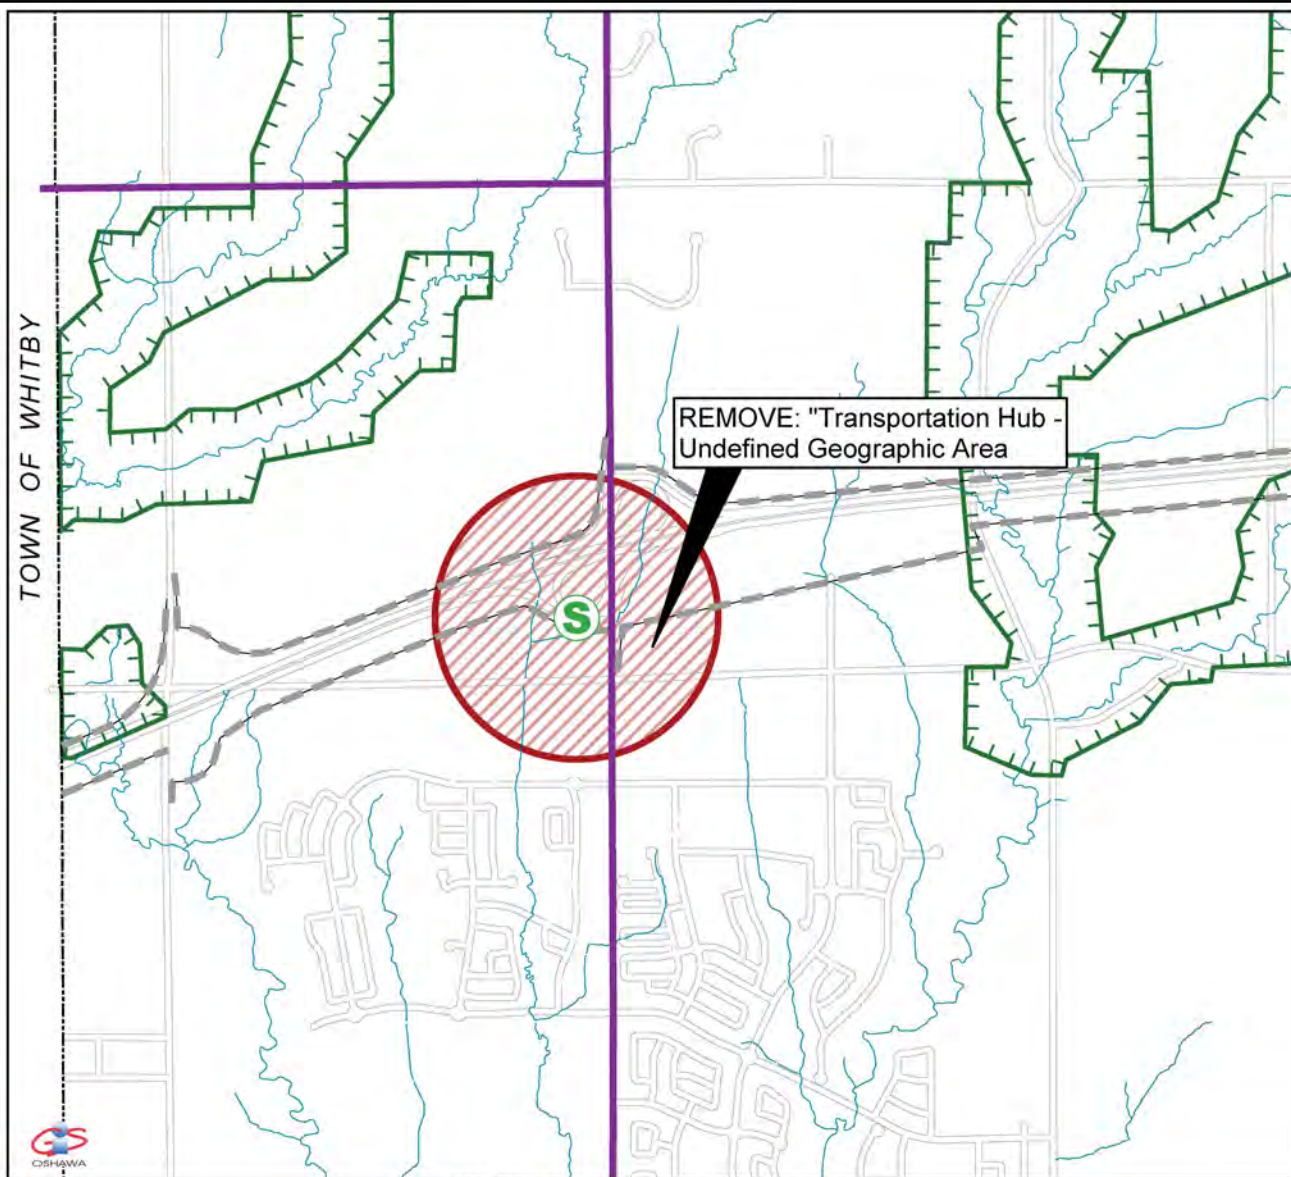 REMOVE: "Transportation Hub -
Undefined Geographic Area
TOWN OF WHITBY
S
GIS
OSHAWA